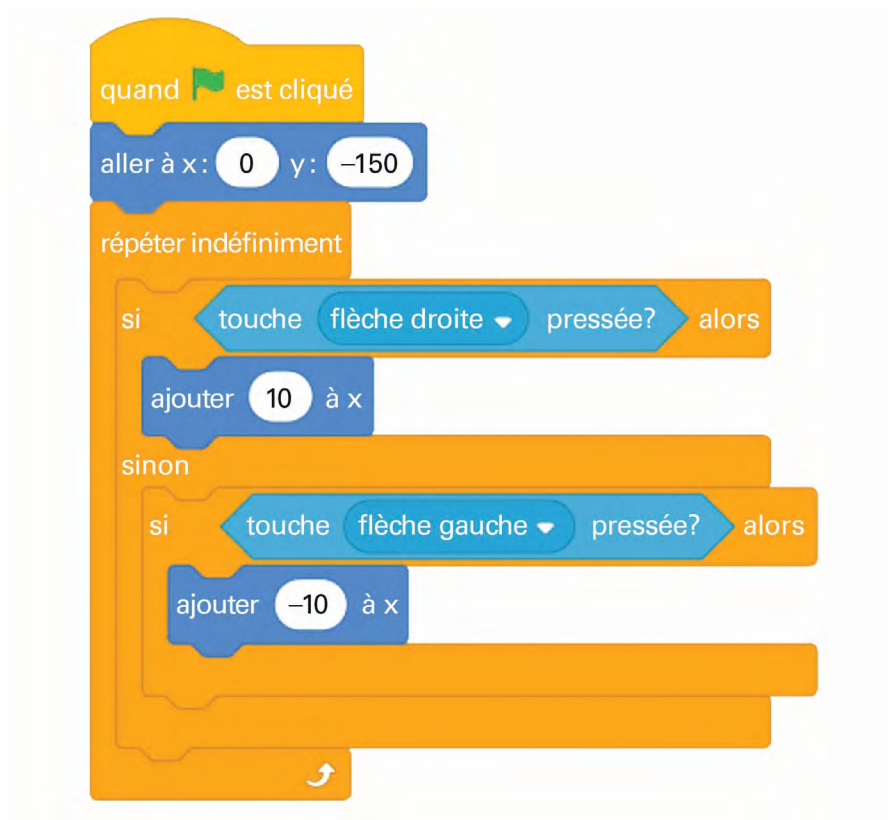 quand est cliqué
aller à x: 0 y: –150
répéter indéfiniment
si touche flèche droite pressée? alors
ajouter 10 à x
sinon
si touche flèche gauche pressée? alors
ajouter –10 à x